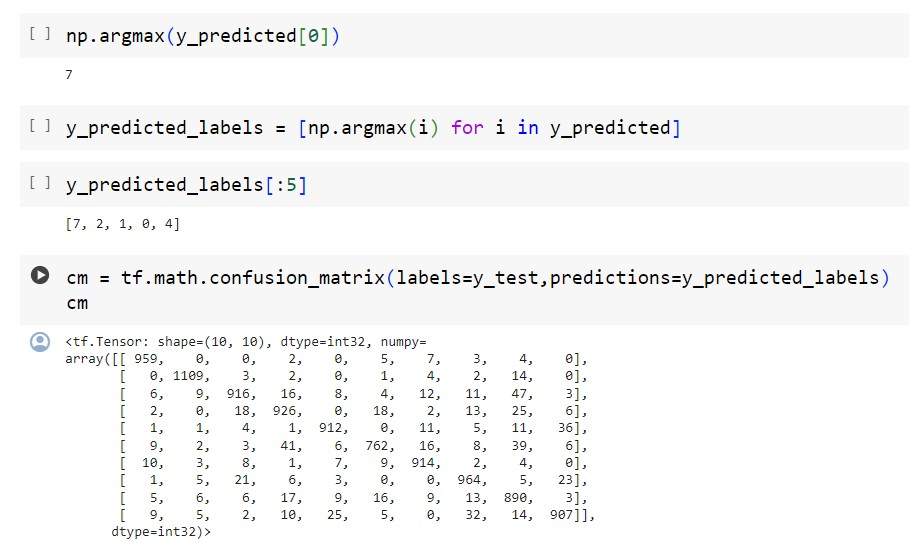 [ ] np.argmax(y_predicted[0])
7
[ ] y_predicted_labels = [np.argmax(i) for i in y_predicted]
[ ] y_predicted_labels[:5]
[7, 2, 1, 0, 4]
cm = tf.math.confusion_matrix(labels=y_test,predictions=y_predicted_labels)
cm
<tf.Tensor: shape=(10, 10), dtype=int32, numpy=
array([[ 959, 0, 0, 2, 0, 5, 7, 3, 4, 0],
[ 0, 1109, 3, 2, 0, 1, 4, 2, 14, 0],
[ 6, 9, 916, 16, 8, 4, 12, 11, 47, 3],
[ 2, 0, 18, 926, 0, 18, 2, 13, 25, 6],
[ 1, 1, 4, 1, 912, 0, 11, 5, 11, 36],
[ 9, 2, 3, 41, 6, 762, 16, 8, 39, 6],
[ 10, 3, 8, 1, 7, 9, 914, 2, 4, 0],
[ 1, 5, 21, 6, 3, 0, 0, 964, 5, 23],
[ 5, 6, 6, 17, 9, 16, 9, 13, 890, 3],
[ 9, 5, 2, 10, 25, 5, 0, 32, 14, 907]],
dtype=int32)>